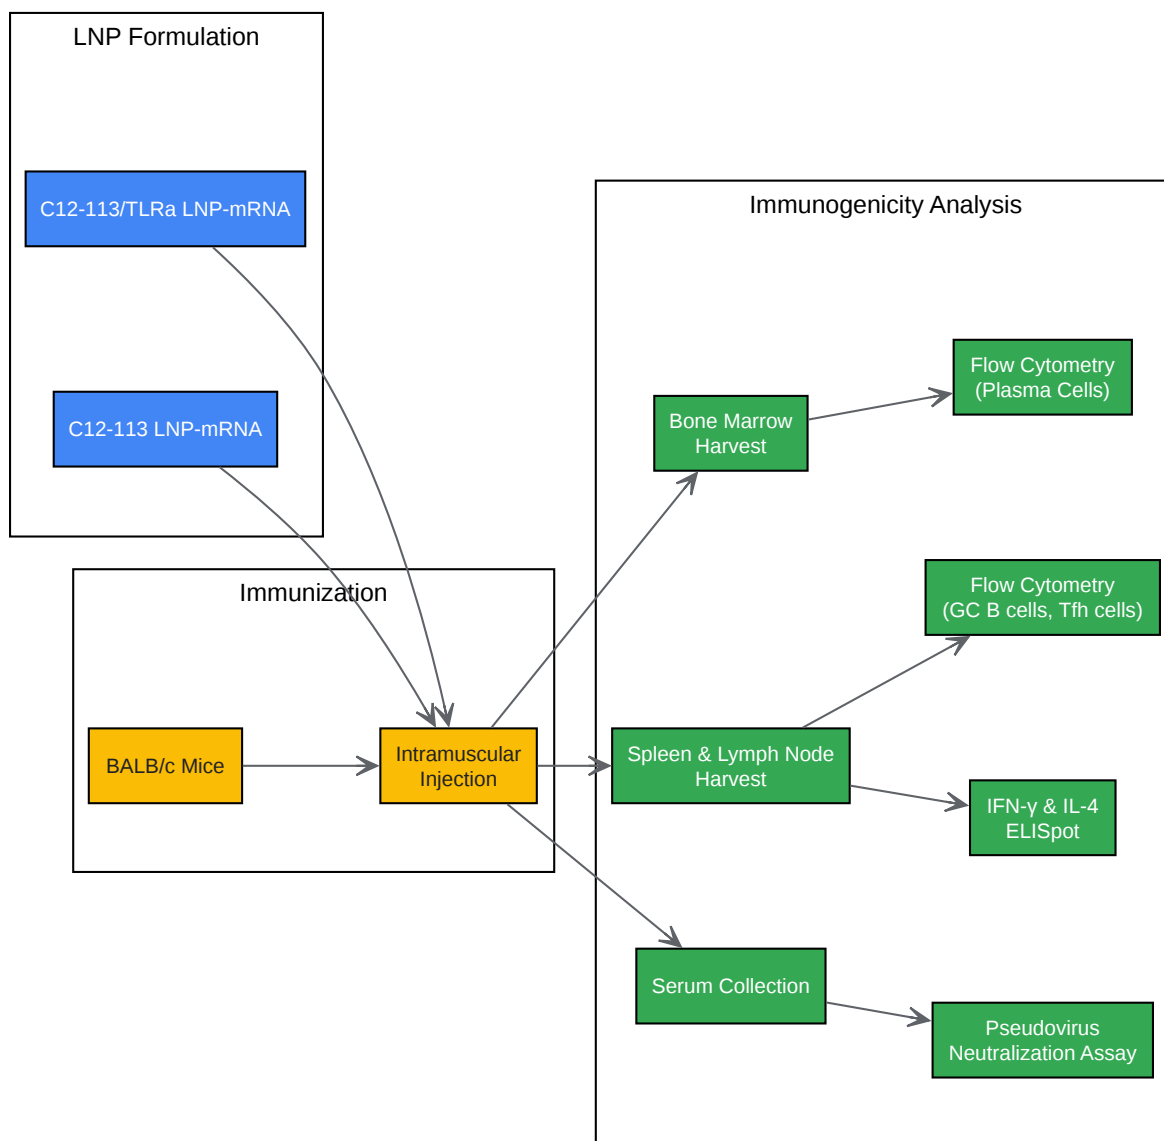 LNP Formulation
C12-113/TLRa LNP-mRNA
C12-113 LNP-mRNA
Immunization
BALB/c Mice
Intramuscular
Injection
Immunogenicity Analysis
Bone Marrow
Harvest
Flow Cytometry
(Plasma Cells)
Flow Cytometry
(GC B cells, Tfh cells)
Spleen & Lymph Node
Harvest
IFN-γ & IL-4
ELISpot
Serum Collection
Pseudovirus
Neutralization Assay